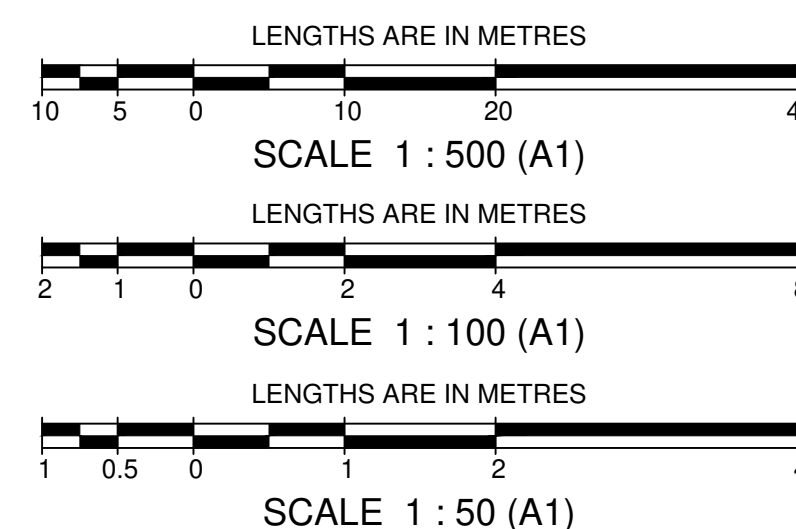 LENGTHS ARE IN METRES
10 5 0 10 20
SCALE 1 : 500 (A1)
LENGTHS ARE IN METRES
2 1 0 2 4
SCALE 1 : 100 (A1)
LENGTHS ARE IN METRES
1 0.5 0 1 2
SCALE 1 : 50 (A1)